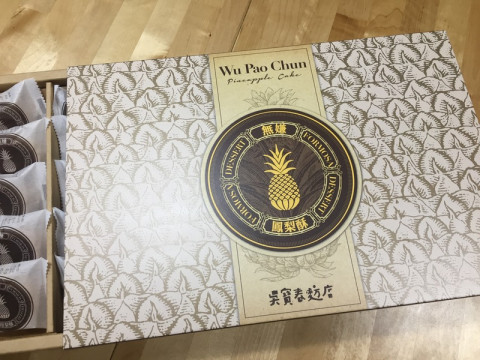 Wu Pao Chun
Pineapple Cake
無嫌
FORMOSA DESSERT
FORMOSA DESSERT
鳳梨酥
吳寶春麥方店